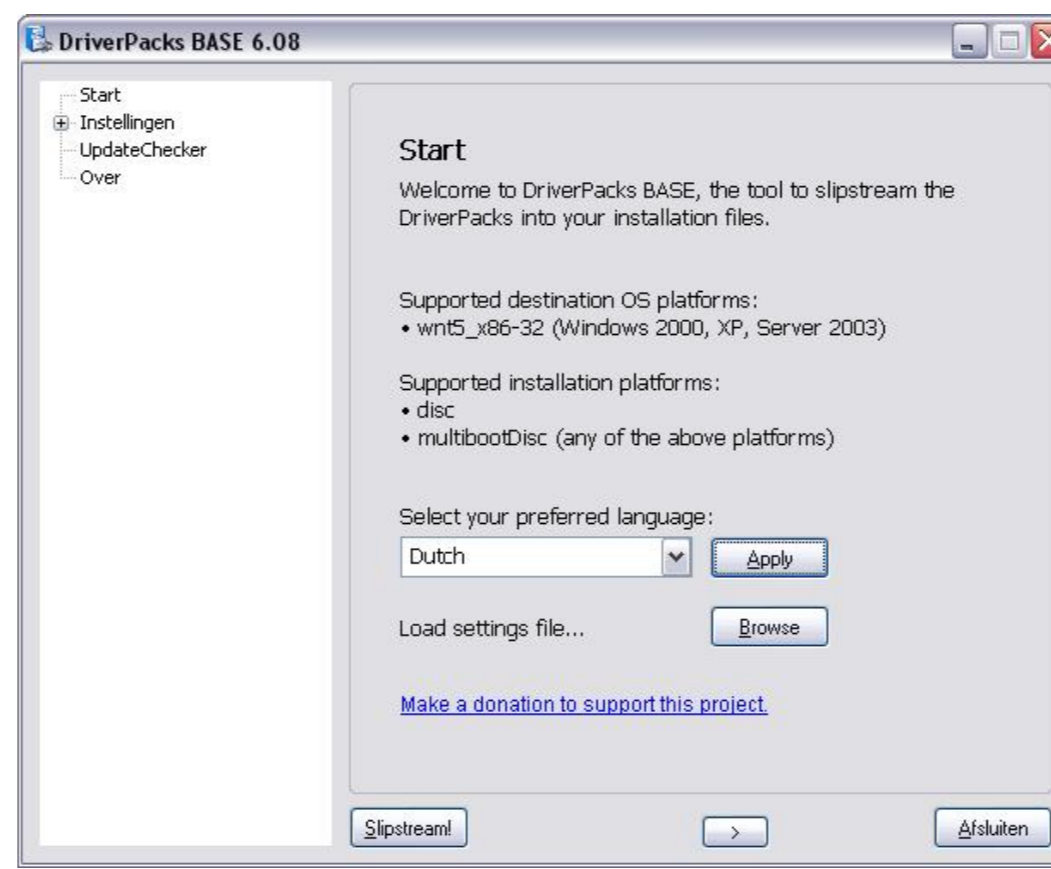 DriverPacks BASE 6.08
Start
Instellingen
UpdateChecker
Over
Start
Welcome to DriverPacks BASE, the tool to slipstream the
DriverPacks into your installation files.
Supported destination OS platforms:
• wnt5_x86-32 (Windows 2000, XP, Server 2003)
Supported installation platforms:
• disc
• multibootDisc (any of the above platforms)
Select your preferred language:
Dutch
Apply
Load settings file...
Browse
Make a donation to support this project.
Slipstream!
>
Afsluiten